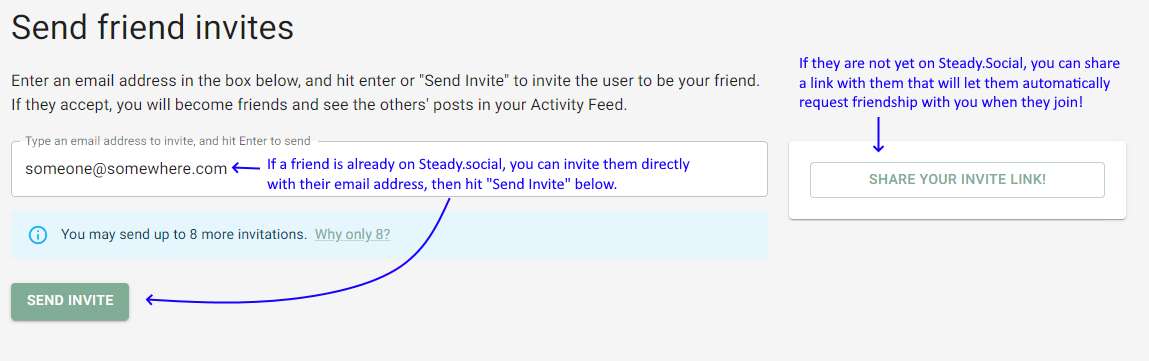 Send friend invites
Enter an email address in the box below, and hit enter or "Send Invite" to invite the user to be your friend.
If they accept, you will become friends and see the others' posts in your Activity Feed.
If they are not yet on Steady.Social, you can share
a link with them that will let them automatically
request friendship with you when they join!
Type an email address to invite, and hit Enter to send
someone@somewhere.com
If a friend is already on Steady.social, you can invite them directly
with their email address, then hit "Send Invite" below.
SHARE YOUR INVITE LINK!
You may send up to 8 more invitations. Why only 8?
SEND INVITE